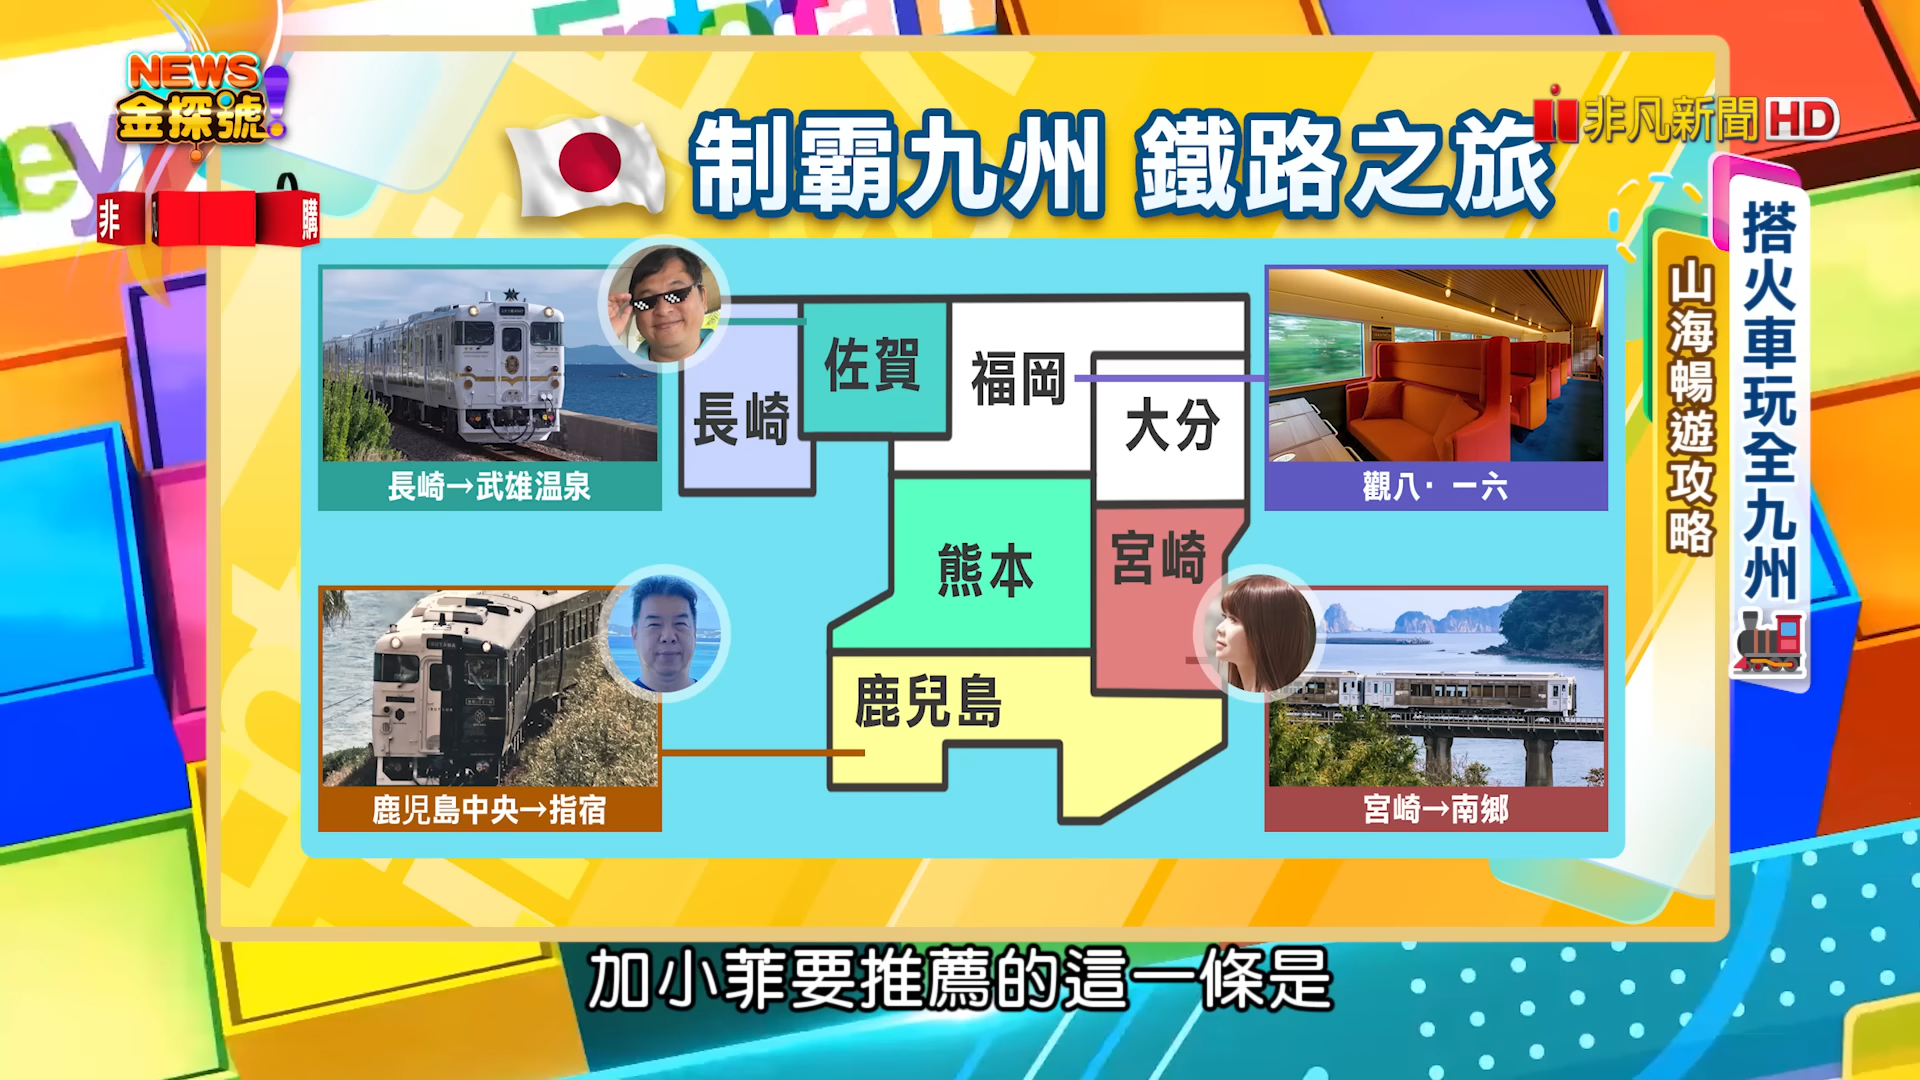 NEWS
金探號!
非
購
制霸九州 鐵路之旅
非凡新聞HD
搭火車玩全九州
山海暢遊攻略
長崎
佐賀
福岡
大分
熊本
宮崎
鹿兒島
長崎→武雄温泉
觀八·一六
鹿児島中央→指宿
宮崎→南郷
加小菲要推薦的這一條是